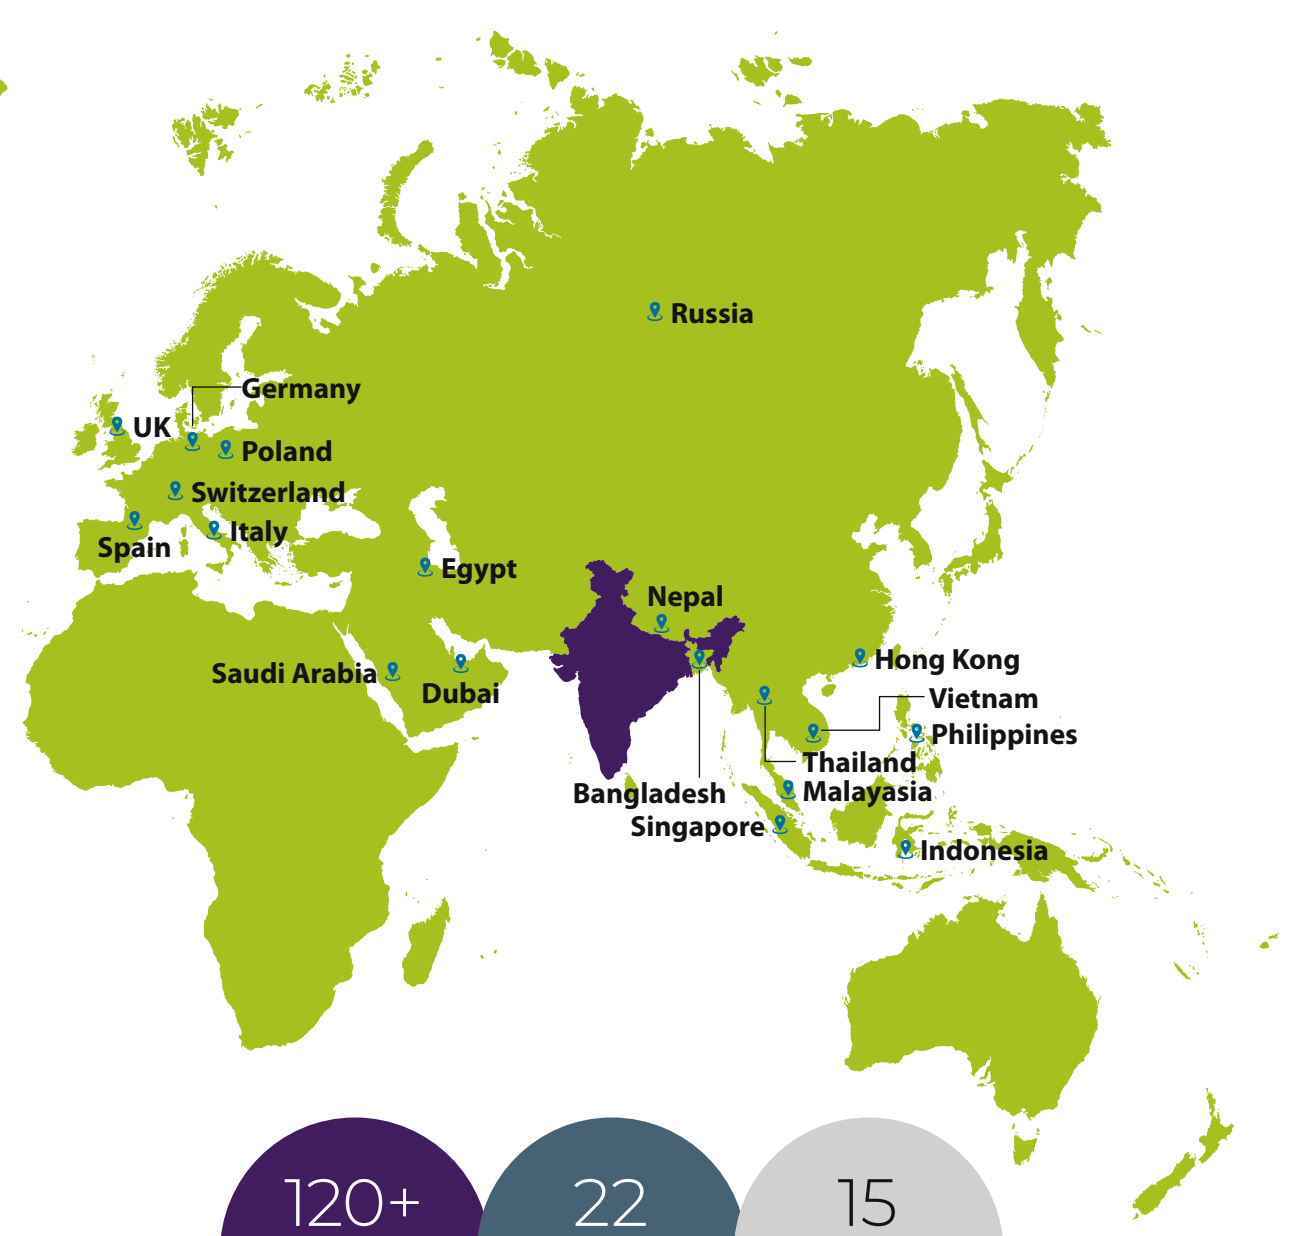 Russia
Germany
UK
Poland
Switzerland
Italy
Spain
Egypt
Nepal
Saudi Arabia
Dubai
Hong Kong
Vietnam
Philippines
Thailand
Bangladesh
Malayasia
Singapore
Indonesia
120+
22
15